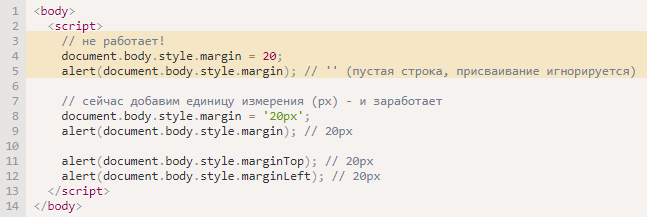 1 <body>
2   <script>
3     // не работает!
4     document.body.style.margin = 20;
5     alert(document.body.style.margin); // '' (пустая строка, присваивание игнорируется)
6
7     // сейчас добавим единицу измерения (px) - и заработает
8     document.body.style.margin = '20px';
9     alert(document.body.style.margin); // 20px
10
11     alert(document.body.style.marginTop); // 20px
12     alert(document.body.style.marginLeft); // 20px
13   </script>
14 </body>